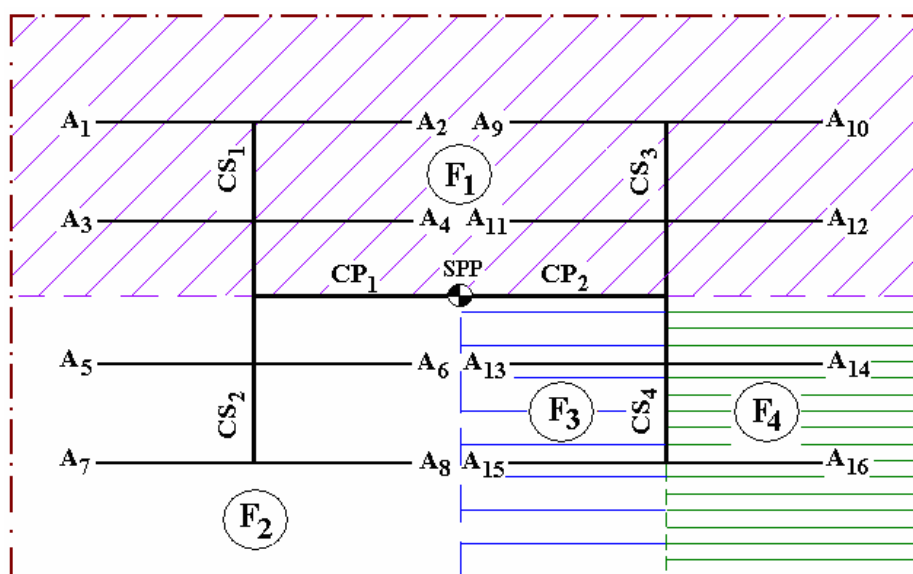 A₁ A₂ A₉ A₁₀
CS₁ CS₃
F₁
A₃ A₄ A₁₁ A₁₂
SPP
CP₁ CP₂
A₅ A₆ A₁₃ A₁₄
CS₂ F₃ CS₄ F₄
A₇ A₈ A₁₅ A₁₆
F₂